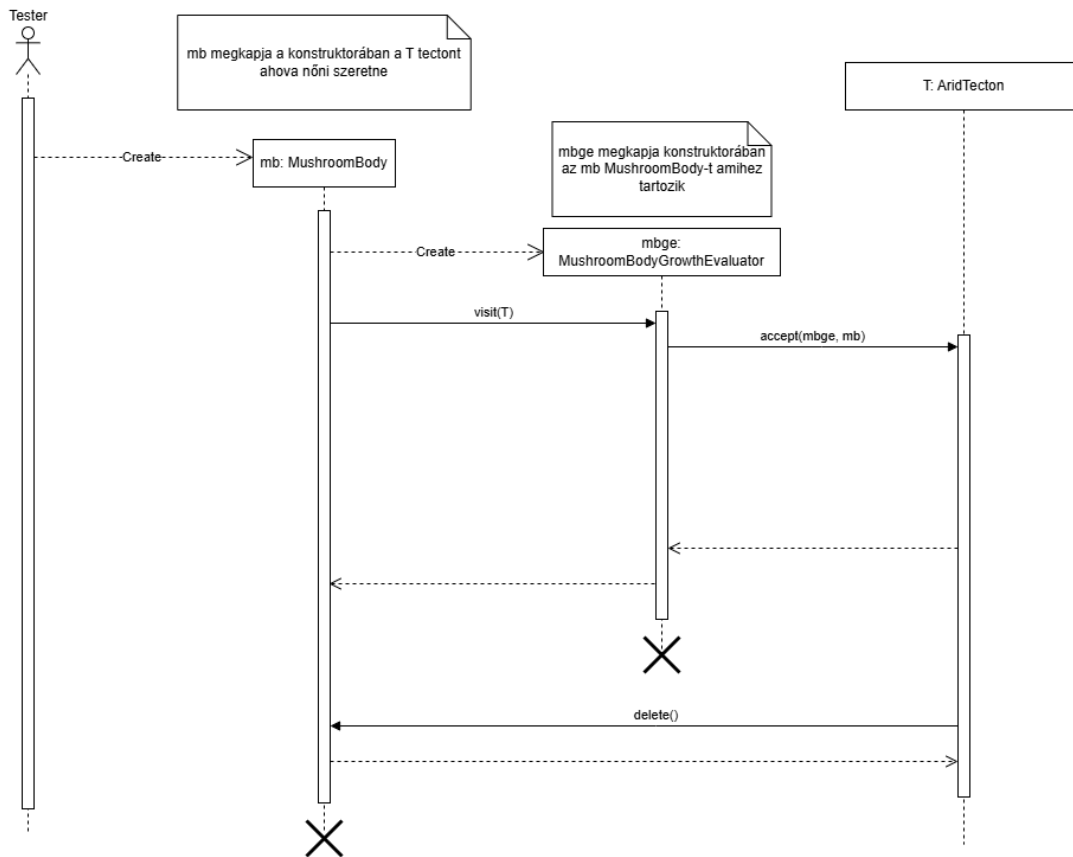 Tester
mb megkapja a konstruktorában a T tectont
ahova nőni szeretne
T: AridTecton
Create
mb: MushroomBody
mbge megkapja konstruktorában
az mb MushroomBody-t amihez
tartozik
Create
mbge:
MushroomBodyGrowthEvaluator
visit(T)
accept(mbge, mb)
delete()